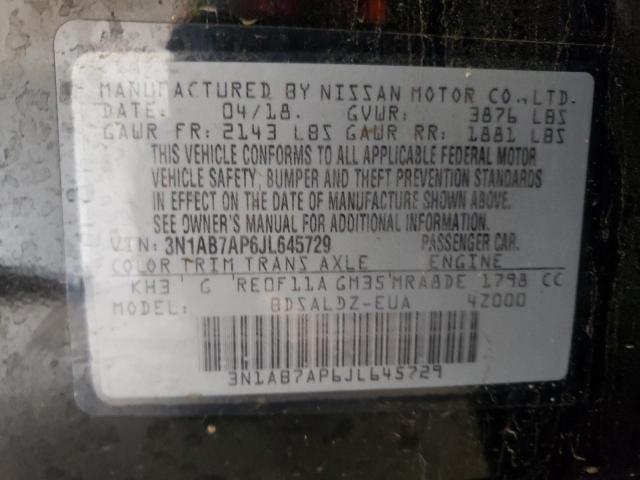 MANUFACTURED BY NISSAN MOTOR CO.,LTD.
DATE: 04/18. GVWR: 3876 LBS
GAWR FR: 2143 LBS GAWR RR: 1881 LBS
THIS VEHICLE CONFORMS TO ALL APPLICABLE FEDERAL MOTOR
VEHICLE SAFETY, BUMPER AND THEFT PREVENTION STANDARDS
IN EFFECT ON THE DATE OF MANUFACTURE SHOWN ABOVE.
SEE OWNER'S MANUAL FOR ADDITIONAL INFORMATION.
VIN: 3N1AB7AP6JL645729 PASSENGER CAR.
COLOR TRIM TRANS AXLE ENGINE
KH3 G RE0F11A GM35 MRA8DE 1798 CC
MODEL: BDSALDZ-EUA 4Z000
3N1AB7AP6JL645729